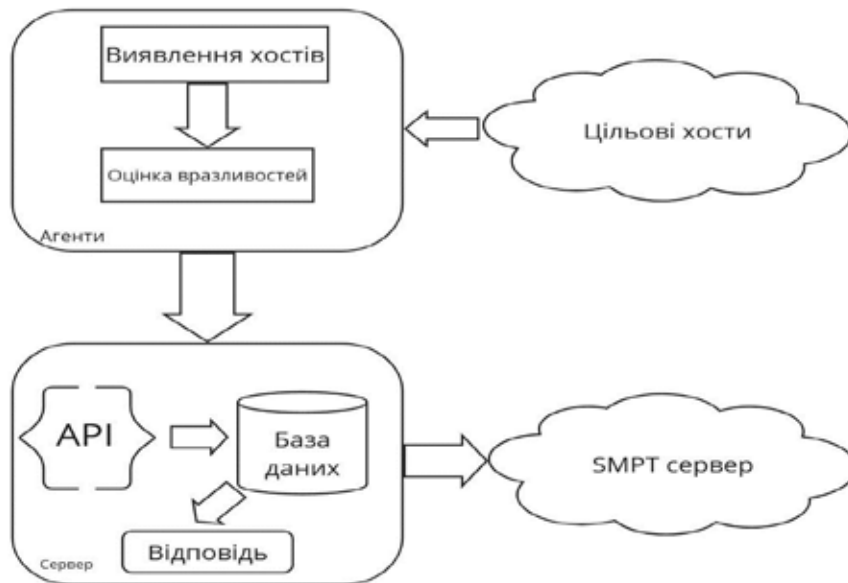 Виявлення хостів
Оцінка вразливостей
Агенти
Цільові хости
API
База
даних
Відповідь
Сервер
SMPT сервер